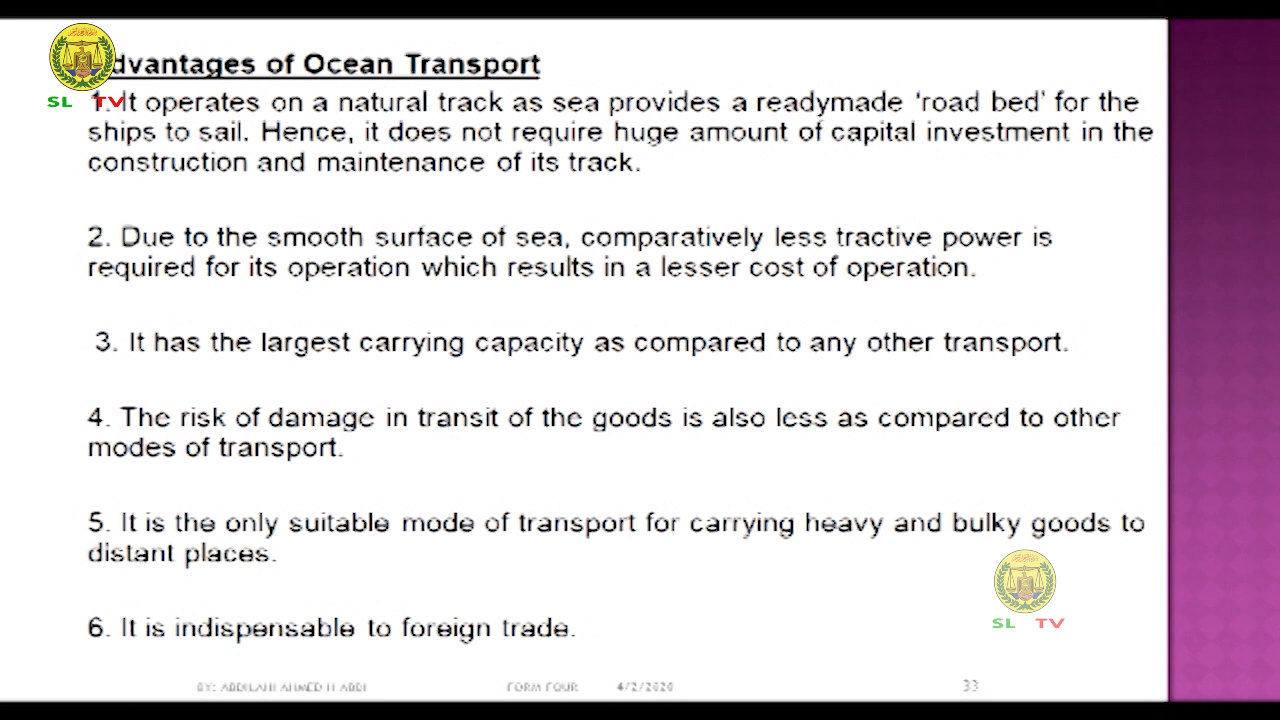 dvantages of Ocean Transport
SL TV
1. It operates on a natural track as sea provides a readymade ‘road bed’ for the
ships to sail. Hence, it does not require huge amount of capital investment in the
construction and maintenance of its track.
2. Due to the smooth surface of sea, comparatively less tractive power is
required for its operation which results in a lesser cost of operation.
3. It has the largest carrying capacity as compared to any other transport.
4. The risk of damage in transit of the goods is also less as compared to other
modes of transport.
5. It is the only suitable mode of transport for carrying heavy and bulky goods to
distant places.
6. It is indispensable to foreign trade.
SL TV
BY: ABDILAHI AHMED H ABDI FORM FOUR 4/2/2020 33